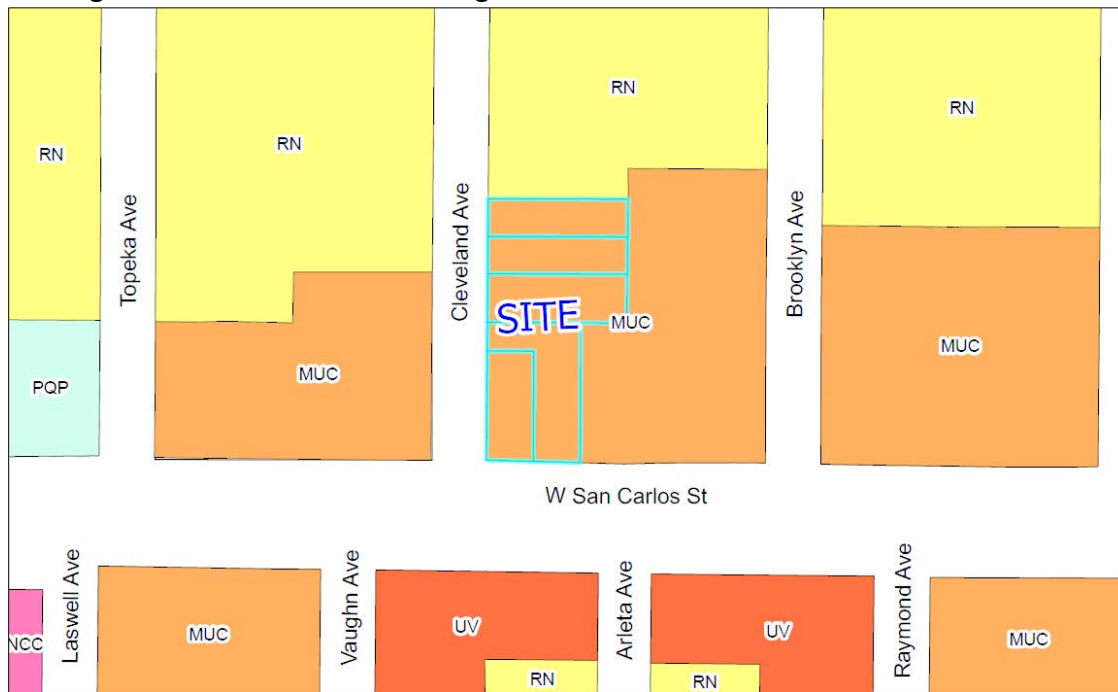 RN
RN
RN
RN
Topeka Ave
Cleveland Ave
Brooklyn Ave
SITE
MUC
MUC
MUC
PQP
W San Carlos St
Laswell Ave
Vaughn Ave
Arleta Ave
Raymond Ave
NCC
MUC
UV
UV
MUC
RN
RN